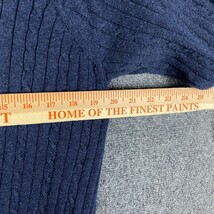 15 16 17 18 19 20 21 22 23 24 25 26
HOME OF THE FINEST PAINTS